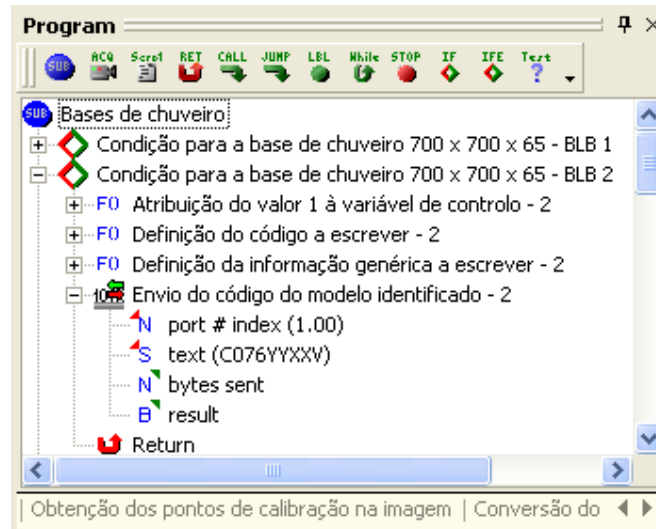 Program
SUB ACQ Script RET CALL JUMP LBL While STOP IF IFE Test
SUB Bases de chuveiro
Condição para a base de chuveiro 700 x 700 x 65 - BLB 1
Condição para a base de chuveiro 700 x 700 x 65 - BLB 2
F() Atribuição do valor 1 à variável de controlo - 2
F() Definição do código a escrever - 2
F() Definição da informação genérica a escrever - 2
Envio do código do modelo identificado - 2
N port # index (1.00)
S text (C076YYXXV)
N bytes sent
B result
Return
Obtenção dos pontos de calibração na imagem | Conversão do